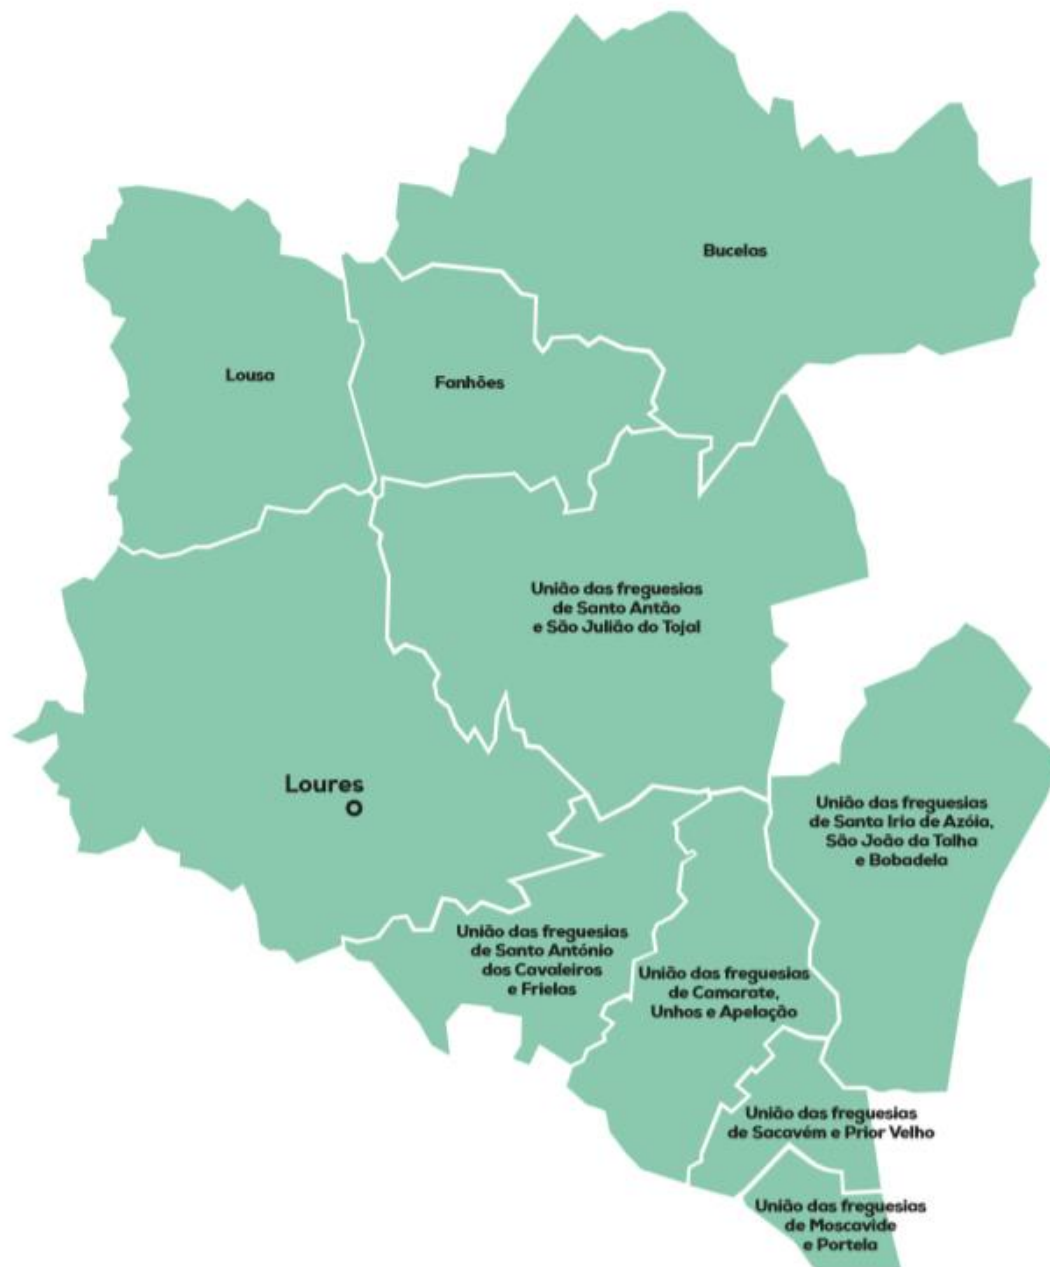 Bucelas
Lousa
Fanhões
União das freguesias
de Santo Antão
e São Julião do Tojal
Loures
União das freguesias
de Santa Iria de Azóia,
São João da Talha
e Bobadela
União das freguesias
de Santo António
dos Cavaleiros
e Frielas
União das freguesias
de Camarate,
Unhos e Apelação
União das freguesias
de Sacavém e Prior Velho
União das freguesias
de Moscavide
e Portela